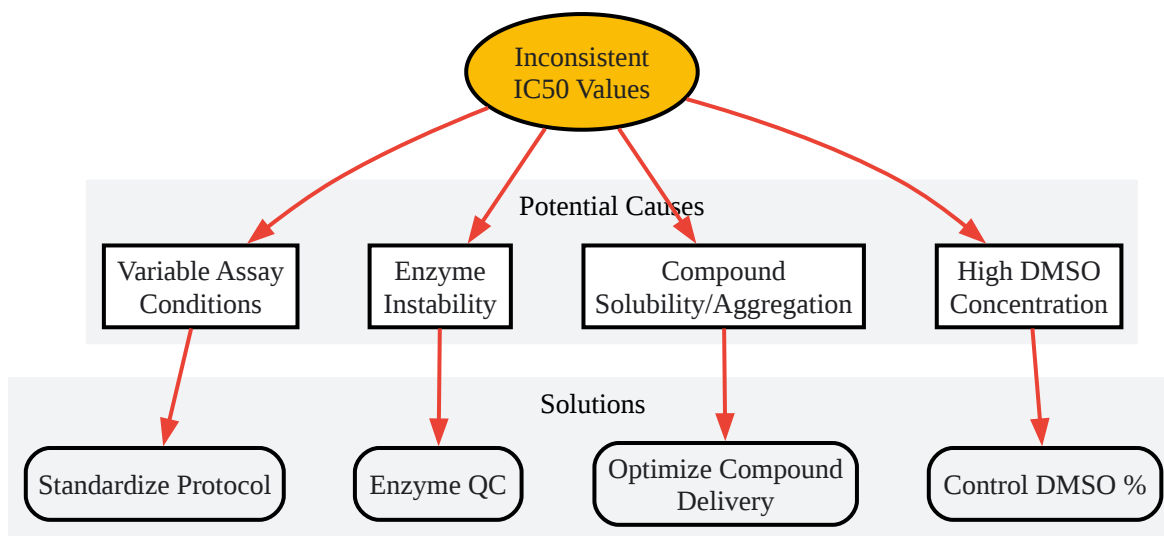 Inconsistent
IC50 Values
Potential Causes
Variable Assay
Conditions
Enzyme
Instability
Compound
Solubility/Aggregation
High DMSO
Concentration
Solutions
Standardize Protocol
Enzyme QC
Optimize Compound
Delivery
Control DMSO %